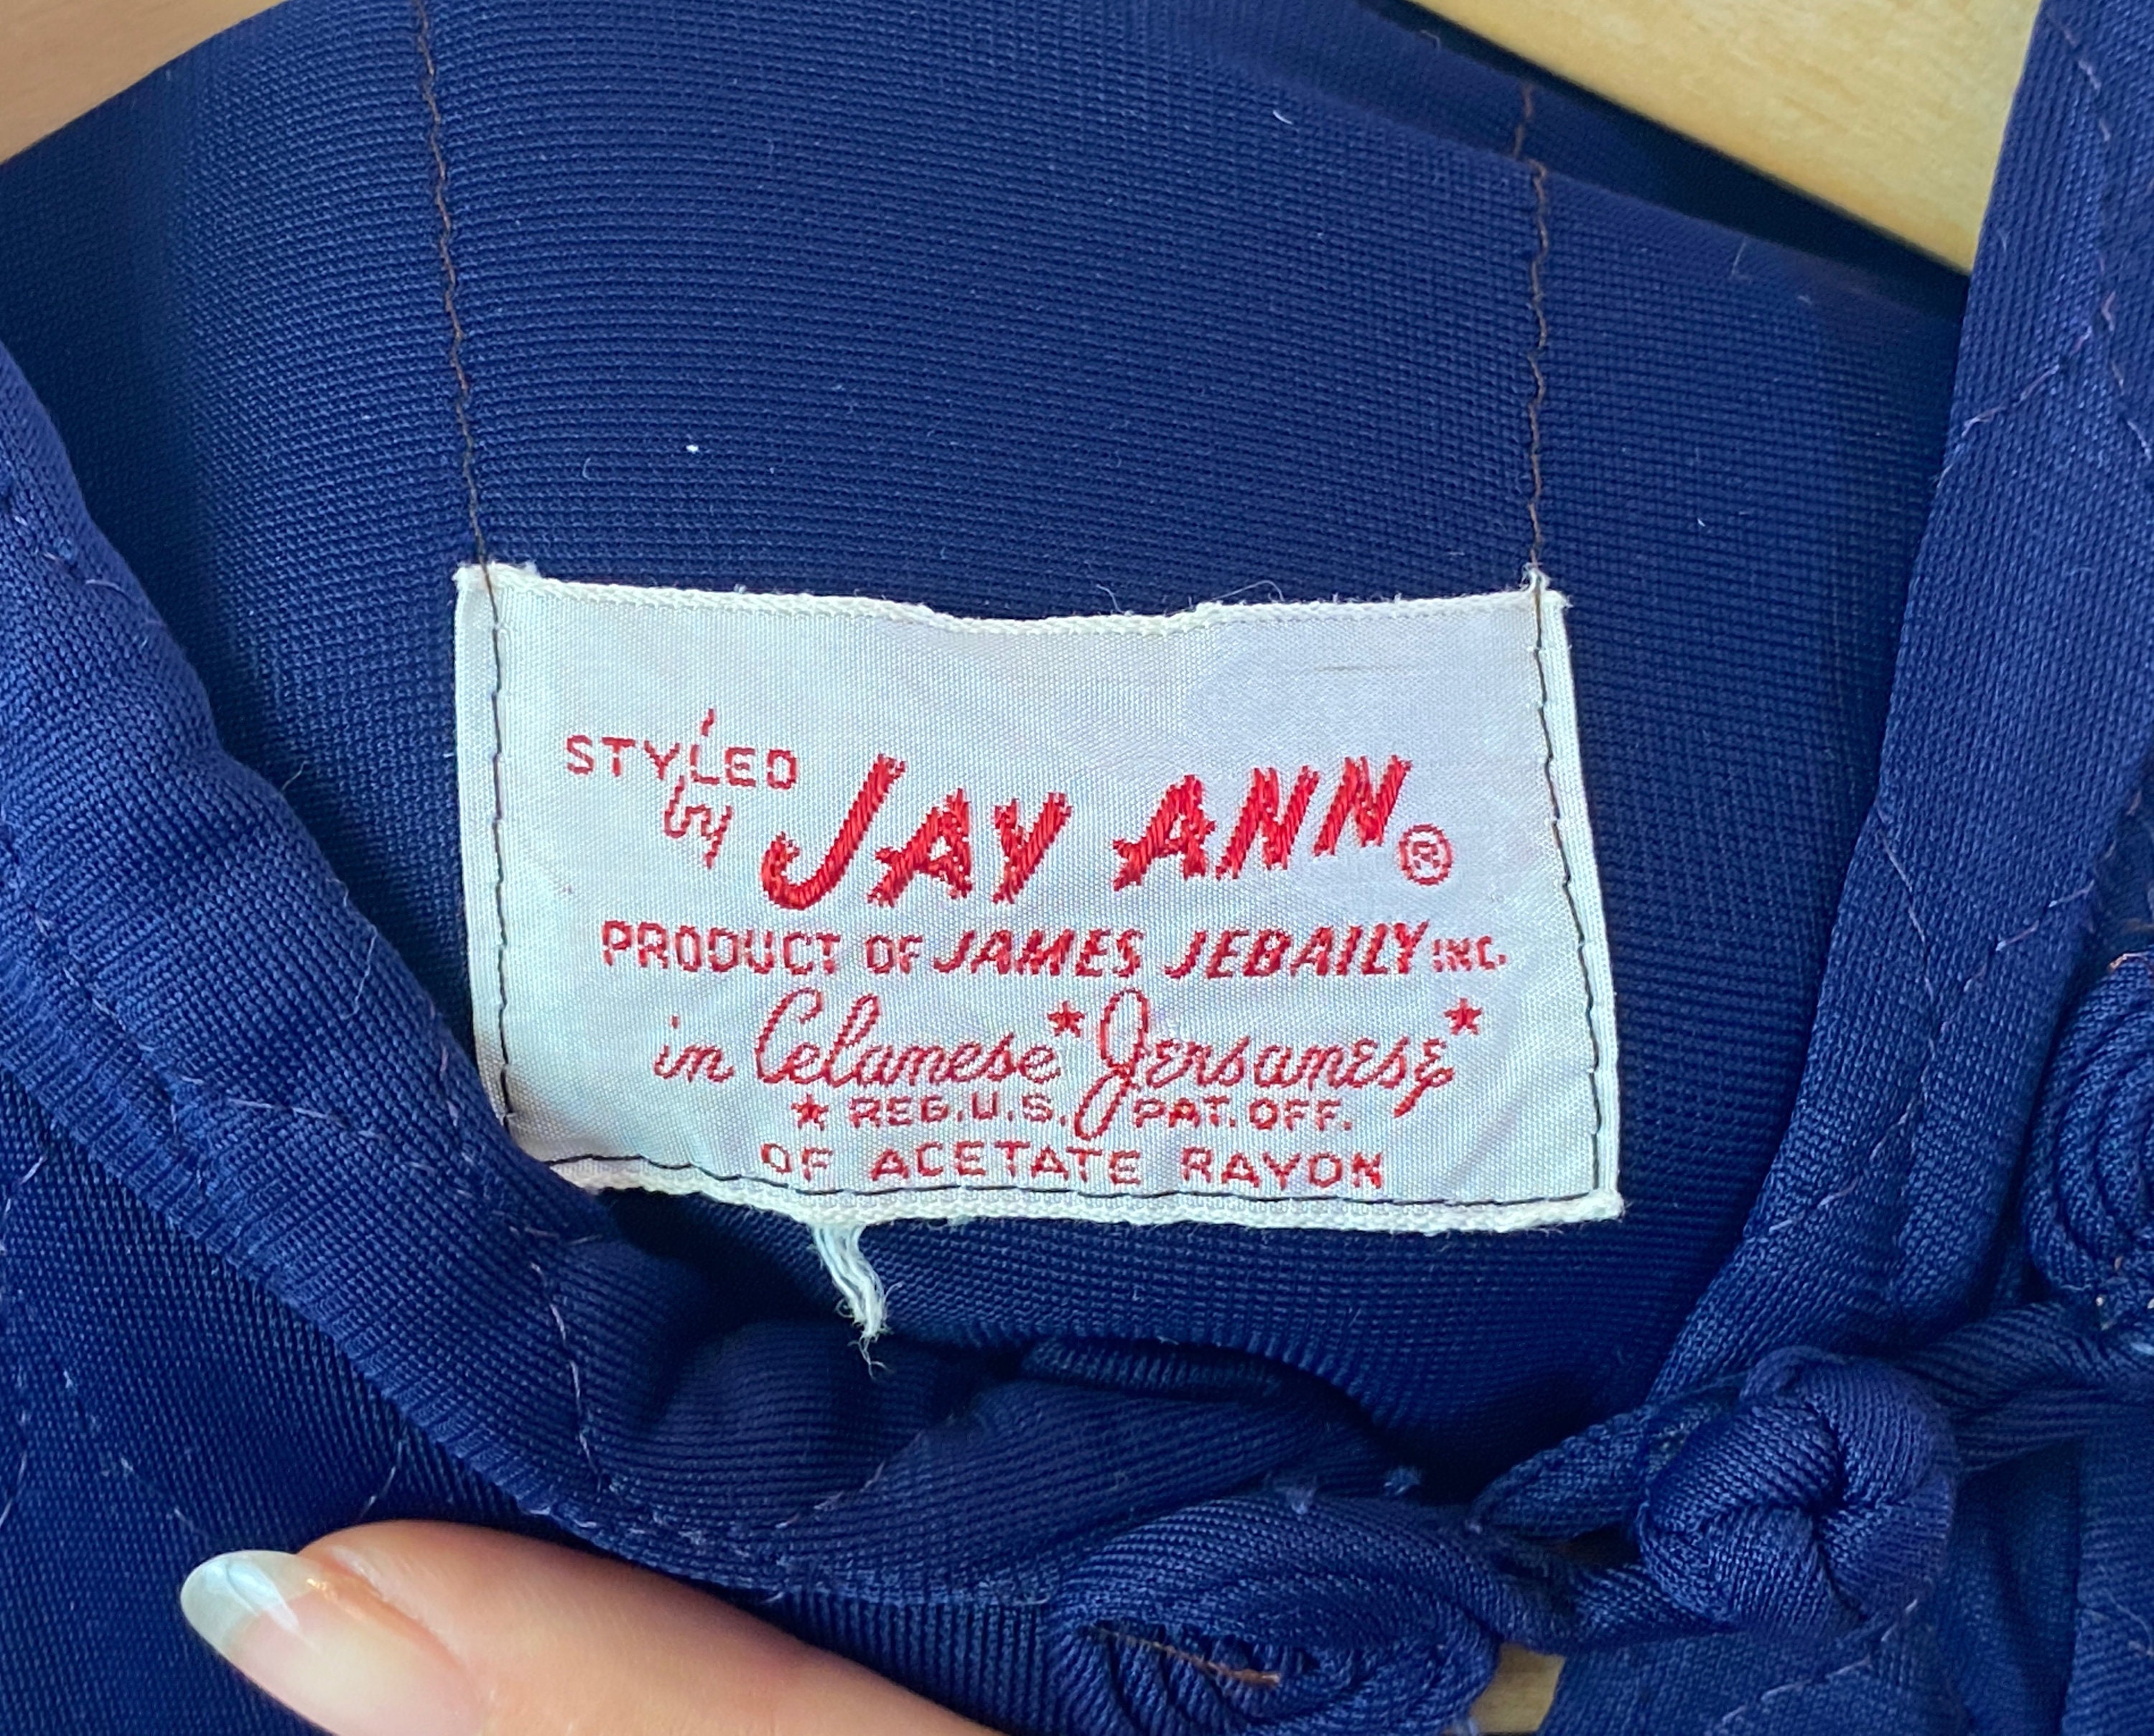 STYLED
by JAY ANN ®
PRODUCT OF JAMES JEBAILY INC.
in Celanese* Jersanese*
* REG. U.S. PAT. OFF.
OF ACETATE RAYON